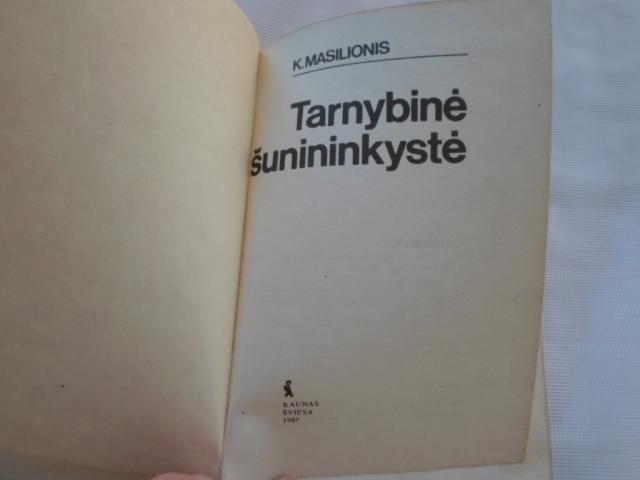 K. MASILIONIS
Tarnybinė
šunininkystė
KAUNAS
ŠVIESA
1987